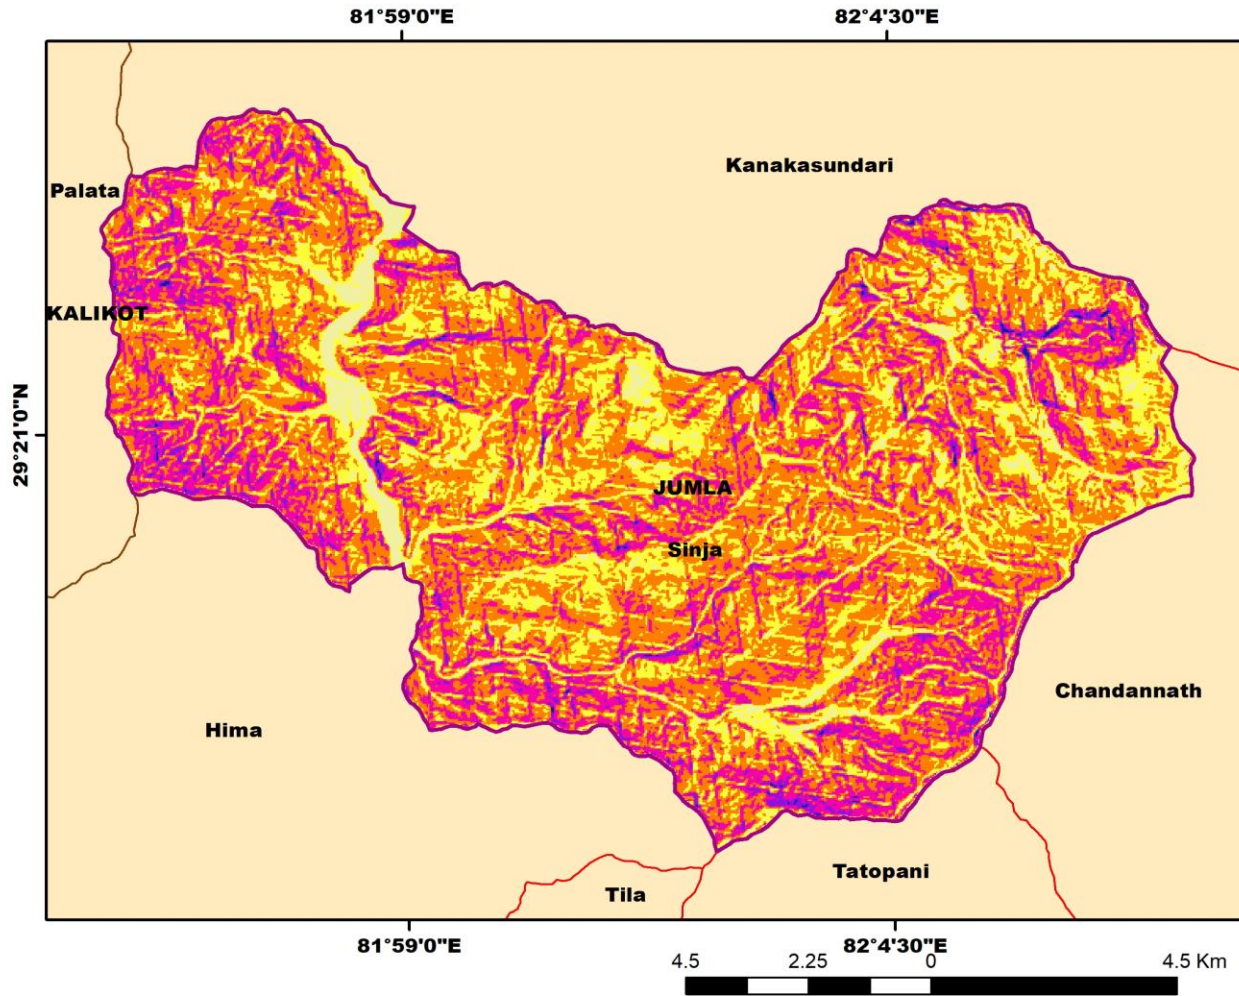 81°59'0"E 82°4'30"E
Kanakasundari
Palata
KALIKOT
29°21'0"N
JUMLA
Sinja
Chandannath
Hima
Tatopani
Tila
81°59'0"E 82°4'30"E
4.5 2.25 0 4.5 Km